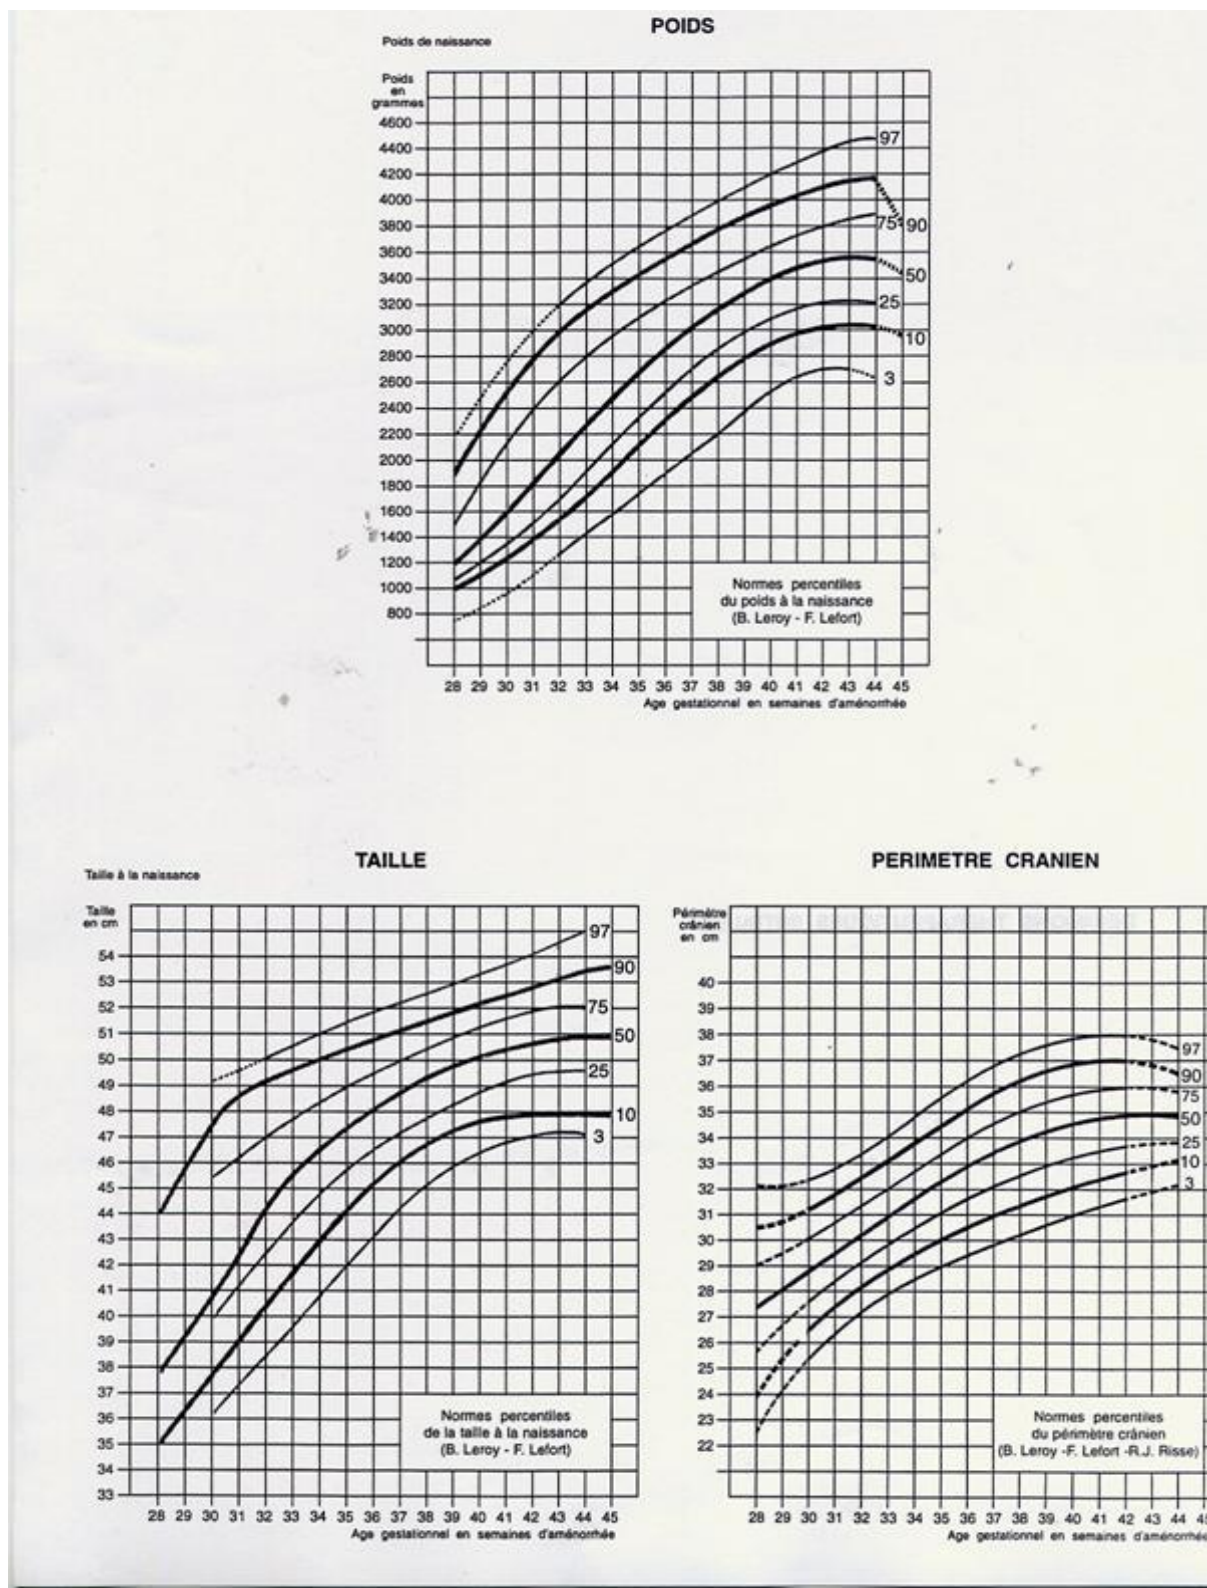 POIDS
Poids de naissance
Poids
en
grammes
4600
4400
4200
4000
3800
3600
3400
3200
3000
2800
2600
2400
2200
2000
1800
1600
1400
1200
1000
800
97
90
75
50
25
10
3
Normes percentiles
du poids à la naissance
(B. Leroy - F. Lefort)
28 29 30 31 32 33 34 35 36 37 38 39 40 41 42 43 44 45
Age gestationnel en semaines d'aménorrhée
TAILLE
Taille à la naissance
Taille
en cm
54
53
52
51
50
49
48
47
46
45
44
43
42
41
40
39
38
37
36
35
34
33
97
90
75
50
25
10
3
Normes percentiles
de la taille à la naissance
(B. Leroy - F. Lefort)
28 29 30 31 32 33 34 35 36 37 38 39 40 41 42 43 44 45
Age gestationnel en semaines d'aménorrhée
PERIMETRE CRANIEN
Périmètre
crânien
en cm
40
39
38
37
36
35
34
33
32
31
30
29
28
27
26
25
24
23
22
97
90
75
50
25
10
3
Normes percentiles
du périmètre crânien
(B. Leroy -F. Lefort -R.J. Risse)
28 29 30 31 32 33 34 35 36 37 38 39 40 41 42 43 44
Age gestationnel en semaines d'aménorrhée